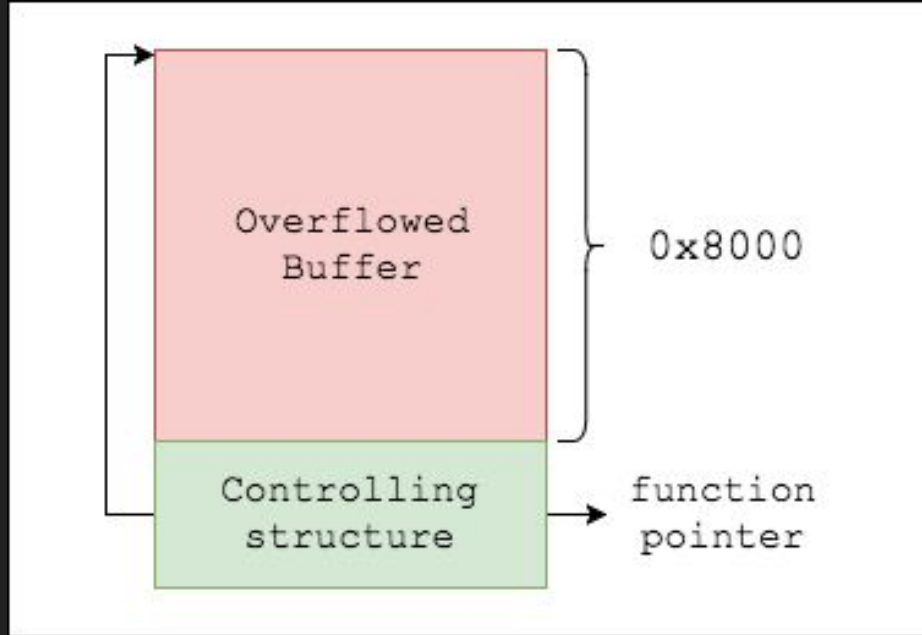 Overflowed
Buffer
0x8000
Controlling
structure
function
pointer